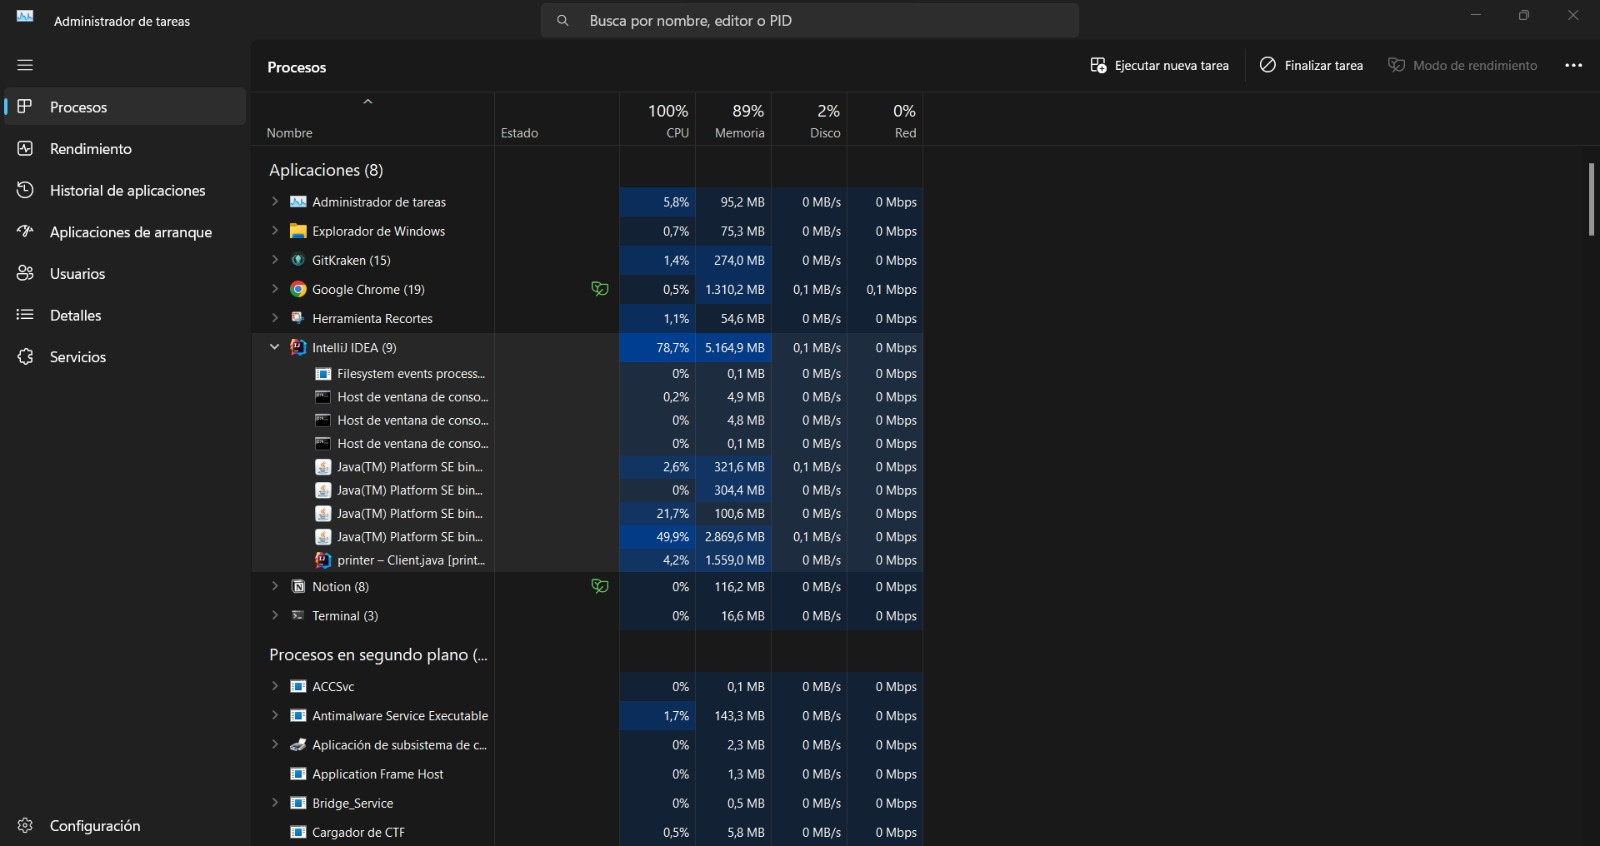 Administrador de tareas
Busca por nombre, editor o PID
Procesos
Rendimiento
Historial de aplicaciones
Aplicaciones de arranque
Usuarios
Detalles
Servicios
Configuración
Procesos
Ejecutar nueva tarea
Finalizar tarea
Modo de rendimiento
100% 89% 2% 0%
Nombre Estado CPU Memoria Disco Red
Aplicaciones (8)
Administrador de tareas 5,8% 95,2 MB 0 MB/s 0 Mbps
Explorador de Windows 0,7% 75,3 MB 0 MB/s 0 Mbps
GitKraken (15) 1,4% 274,0 MB 0 MB/s 0 Mbps
Google Chrome (19) 0,5% 1.310,2 MB 0,1 MB/s 0,1 Mbps
Herramienta Recortes 1,1% 54,6 MB 0 MB/s 0 Mbps
IntelliJ IDEA (9) 78,7% 5.164,9 MB 0,1 MB/s 0 Mbps
Filesystem events process... 0% 0,1 MB 0 MB/s 0 Mbps
Host de ventana de conso... 0,2% 4,9 MB 0 MB/s 0 Mbps
Host de ventana de conso... 0% 4,8 MB 0 MB/s 0 Mbps
Host de ventana de conso... 0% 0,1 MB 0 MB/s 0 Mbps
Java(TM) Platform SE bin... 2,6% 321,6 MB 0,1 MB/s 0 Mbps
Java(TM) Platform SE bin... 0% 304,4 MB 0 MB/s 0 Mbps
Java(TM) Platform SE bin... 21,7% 100,6 MB 0 MB/s 0 Mbps
Java(TM) Platform SE bin... 49,9% 2.869,6 MB 0,1 MB/s 0 Mbps
printer – Client.java [print... 4,2% 1.559,0 MB 0 MB/s 0 Mbps
Notion (8) 0% 116,2 MB 0 MB/s 0 Mbps
Terminal (3) 0% 16,6 MB 0 MB/s 0 Mbps
Procesos en segundo plano (...
ACCSvc 0% 0,1 MB 0 MB/s 0 Mbps
Antimalware Service Executable 1,7% 143,3 MB 0 MB/s 0 Mbps
Aplicación de subsistema de c... 0% 2,3 MB 0 MB/s 0 Mbps
Application Frame Host 0% 1,3 MB 0 MB/s 0 Mbps
Bridge_Service 0% 0,5 MB 0 MB/s 0 Mbps
Cargador de CTF 0,5% 5,8 MB 0 MB/s 0 Mbps